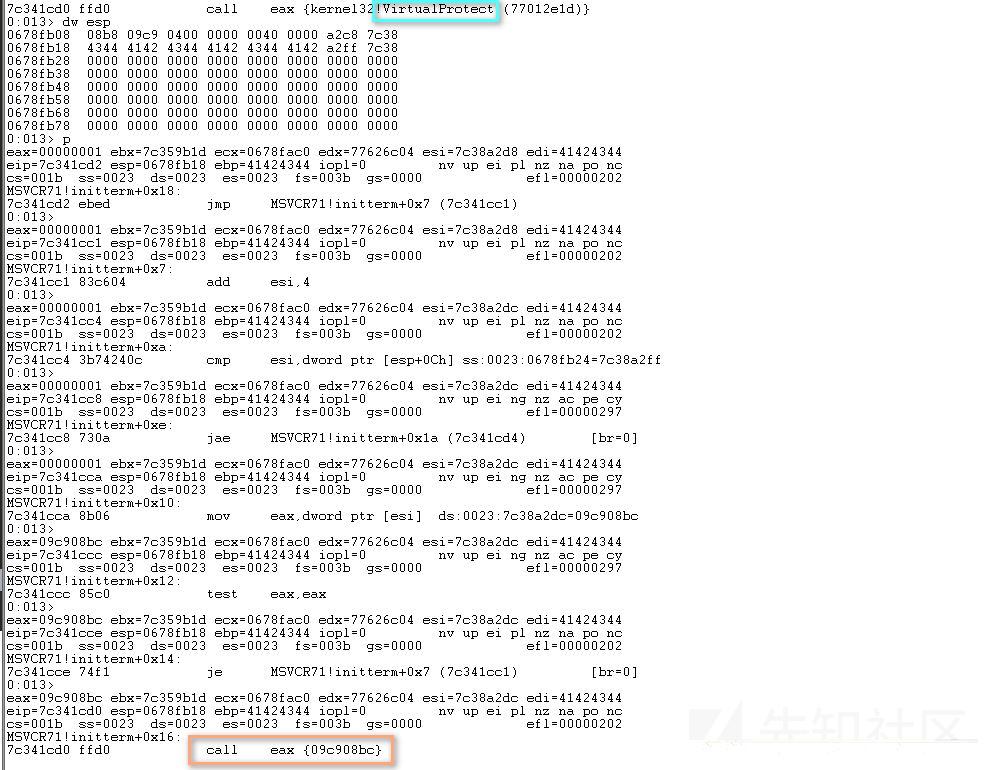 7c341cd0 ffd0 call eax {kernel32!VirtualProtect (77012e1d)}
0:013> dw esp
0678fb08 08b8 09c9 0400 0000 0040 0000 a2c8 7c38
0678fb18 4344 4142 4344 4142 4344 4142 a2ff 7c38
0678fb28 0000 0000 0000 0000 0000 0000 0000 0000
0678fb38 0000 0000 0000 0000 0000 0000 0000 0000
0678fb48 0000 0000 0000 0000 0000 0000 0000 0000
0678fb58 0000 0000 0000 0000 0000 0000 0000 0000
0678fb68 0000 0000 0000 0000 0000 0000 0000 0000
0678fb78 0000 0000 0000 0000 0000 0000 0000 0000
0:013> p
eax=00000001 ebx=7c359b1d ecx=0678fac0 edx=77626c04 esi=7c38a2d8 edi=41424344
eip=7c341cd2 esp=0678fb18 ebp=41424344 iopl=0 nv up ei pl nz na po nc
cs=001b ss=0023 ds=0023 es=0023 fs=003b gs=0000 efl=00000202
MSVCR71!initterm+0x18:
7c341cd2 ebed jmp MSVCR71!initterm+0x7 (7c341cc1)
0:013>
eax=00000001 ebx=7c359b1d ecx=0678fac0 edx=77626c04 esi=7c38a2d8 edi=41424344
eip=7c341cc1 esp=0678fb18 ebp=41424344 iopl=0 nv up ei pl nz na po nc
cs=001b ss=0023 ds=0023 es=0023 fs=003b gs=0000 efl=00000202
MSVCR71!initterm+0x7:
7c341cc1 83c604 add esi,4
0:013>
eax=00000001 ebx=7c359b1d ecx=0678fac0 edx=77626c04 esi=7c38a2dc edi=41424344
eip=7c341cc4 esp=0678fb18 ebp=41424344 iopl=0 nv up ei pl nz na po nc
cs=001b ss=0023 ds=0023 es=0023 fs=003b gs=0000 efl=00000202
MSVCR71!initterm+0xa:
7c341cc4 3b74240c cmp esi,dword ptr [esp+0Ch] ss:0023:0678fb24=7c38a2ff
0:013>
eax=00000001 ebx=7c359b1d ecx=0678fac0 edx=77626c04 esi=7c38a2dc edi=41424344
eip=7c341cc8 esp=0678fb18 ebp=41424344 iopl=0 nv up ei ng nz ac pe cy
cs=001b ss=0023 ds=0023 es=0023 fs=003b gs=0000 efl=00000297
MSVCR71!initterm+0xe:
7c341cc8 730a jae MSVCR71!initterm+0x1a (7c341cd4) [br=0]
0:013>
eax=00000001 ebx=7c359b1d ecx=0678fac0 edx=77626c04 esi=7c38a2dc edi=41424344
eip=7c341cca esp=0678fb18 ebp=41424344 iopl=0 nv up ei ng nz ac pe cy
cs=001b ss=0023 ds=0023 es=0023 fs=003b gs=0000 efl=00000297
MSVCR71!initterm+0x10:
7c341cca 8b06 mov eax,dword ptr [esi] ds:0023:7c38a2dc=09c908bc
0:013>
eax=09c908bc ebx=7c359b1d ecx=0678fac0 edx=77626c04 esi=7c38a2dc edi=41424344
eip=7c341ccc esp=0678fb18 ebp=41424344 iopl=0 nv up ei ng nz ac pe cy
cs=001b ss=0023 ds=0023 es=0023 fs=003b gs=0000 efl=00000297
MSVCR71!initterm+0x12:
7c341ccc 85c0 test eax,eax
0:013>
eax=09c908bc ebx=7c359b1d ecx=0678fac0 edx=77626c04 esi=7c38a2dc edi=41424344
eip=7c341cce esp=0678fb18 ebp=41424344 iopl=0 nv up ei pl nz na po nc
cs=001b ss=0023 ds=0023 es=0023 fs=003b gs=0000 efl=00000202
MSVCR71!initterm+0x14:
7c341cce 74f1 je MSVCR71!initterm+0x7 (7c341cc1) [br=0]
0:013>
eax=09c908bc ebx=7c359b1d ecx=0678fac0 edx=77626c04 esi=7c38a2dc edi=41424344
eip=7c341cd0 esp=0678fb18 ebp=41424344 iopl=0 nv up ei pl nz na po nc
cs=001b ss=0023 ds=0023 es=0023 fs=003b gs=0000 efl=00000202
MSVCR71!initterm+0x16:
7c341cd0 ffd0 call eax {09c908bc}
先知社区